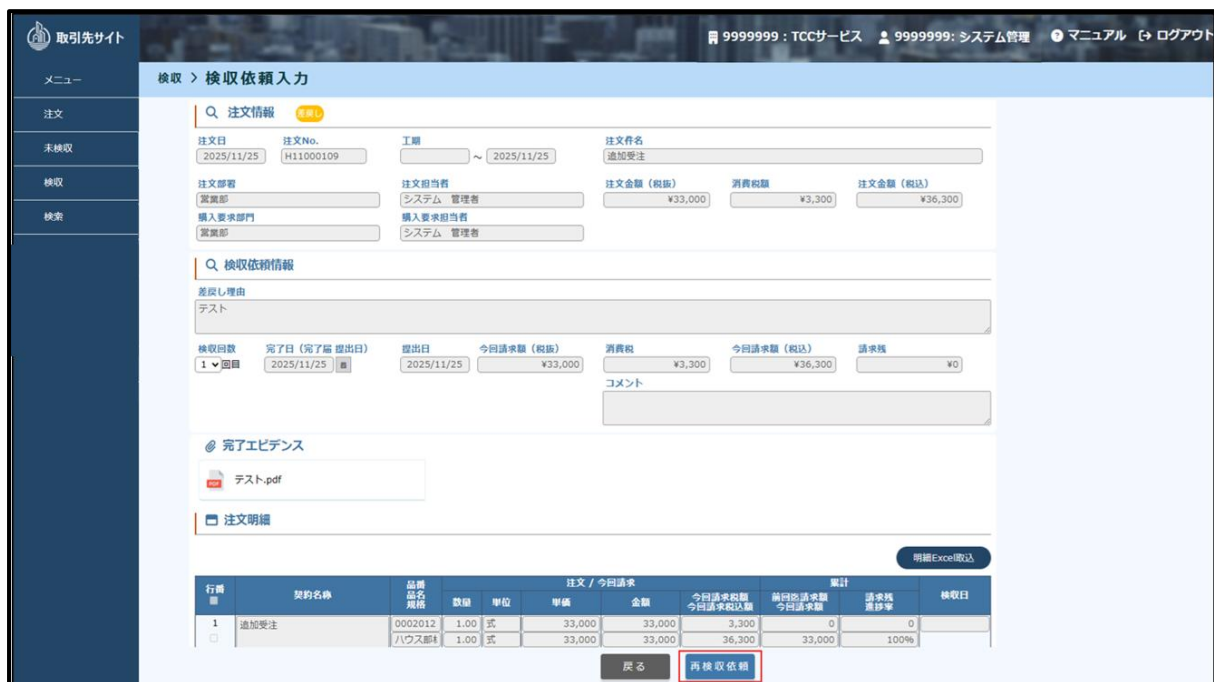 取引先サイト 9999999 : TCCサービス 9999999: システム管理 マニュアル ログアウト
メニュー
注文
未検収
検収
検索
検収 > 検収依頼入力
注文情報 差戻し
注文日 注文No. 工期 注文件名
2025/11/25 H11000109 ~ 2025/11/25 追加受注
注文部署 注文担当者 注文金額（税抜） 消費税額 注文金額（税込）
営業部 システム 管理者 ¥33,000 ¥3,300 ¥36,300
購入要求部門 購入要求担当者
営業部 システム 管理者
検収依頼情報
差戻し理由
テスト
検収回数 完了日（完了届 提出日） 提出日 今回請求額（税抜） 消費税 今回請求額（税込） 請求残
1 回目 2025/11/25 2025/11/25 ¥33,000 ¥3,300 ¥36,300 ¥0
コメント
完了エビデンス
PDF テスト.pdf
注文明細
明細Excel取込
行番 契約名称 品番 品名 規格 注文 / 今回請求 累計 検収日
数量 単位 単価 金額 今回請求税額 今回請求税込額 前回迄請求額 今回請求額 請求残 進捗率
1 追加受注 0002012 1.00 式 33,000 33,000 3,300 0 0
ハウス部材 1.00 式 33,000 33,000 36,300 33,000 100%
戻る 再検収依頼